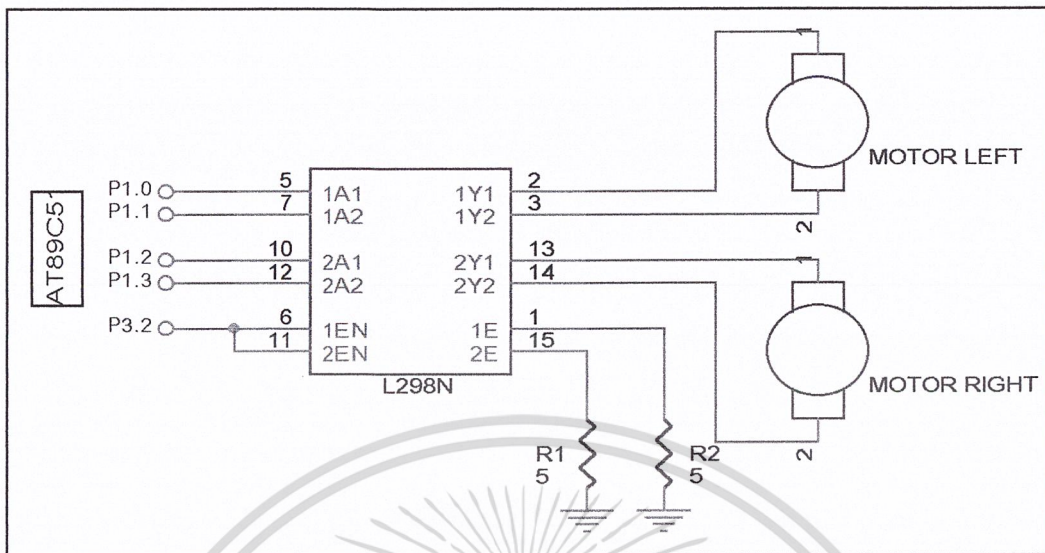 AT89C51
P1.0
P1.1
P1.2
P1.3
P3.2
5
7
10
12
6
11
1A1
1A2
2A1
2A2
1EN
2EN
1Y1
1Y2
2Y1
2Y2
1E
2E
L298N
2
3
13
14
1
15
1
MOTOR LEFT
2
1
MOTOR RIGHT
2
R1
5
R2
5